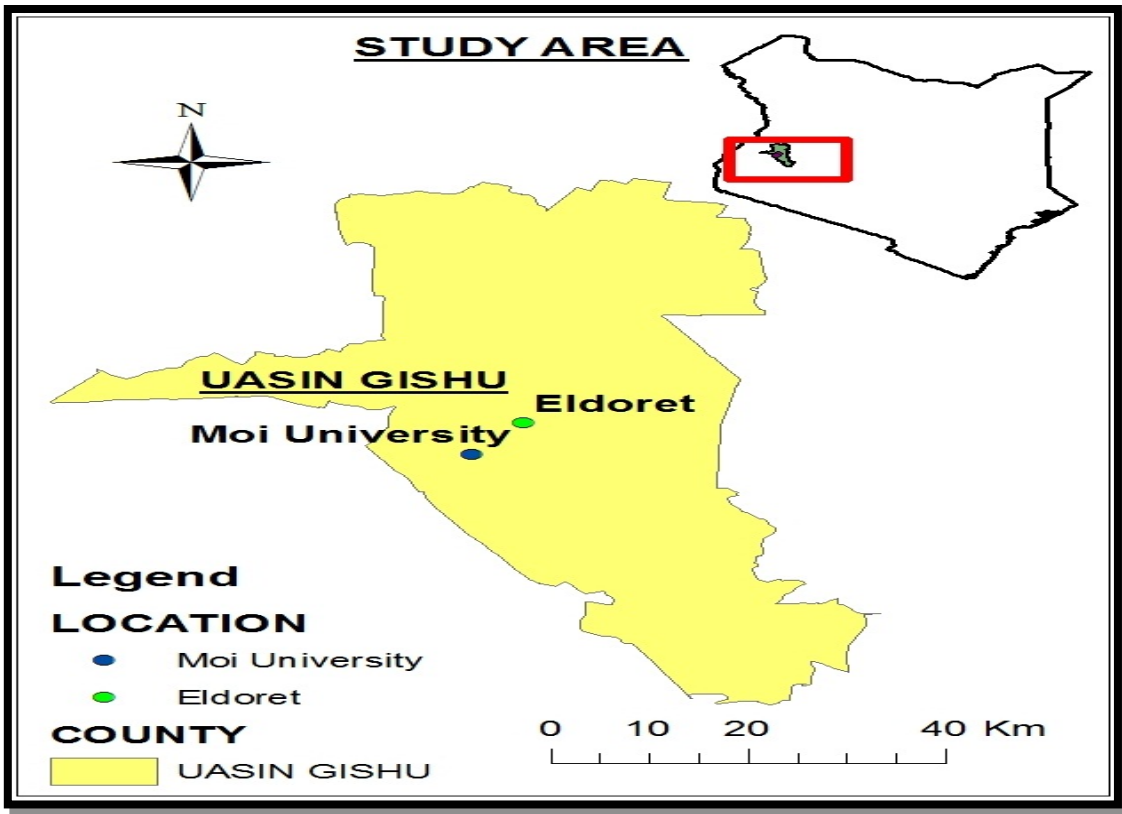 STUDY AREA
N
UASIN GISHU
Eldoret
Moi University
Legend
LOCATION
Moi University
Eldoret
COUNTY
UASIN GISHU
0 10 20 40 Km